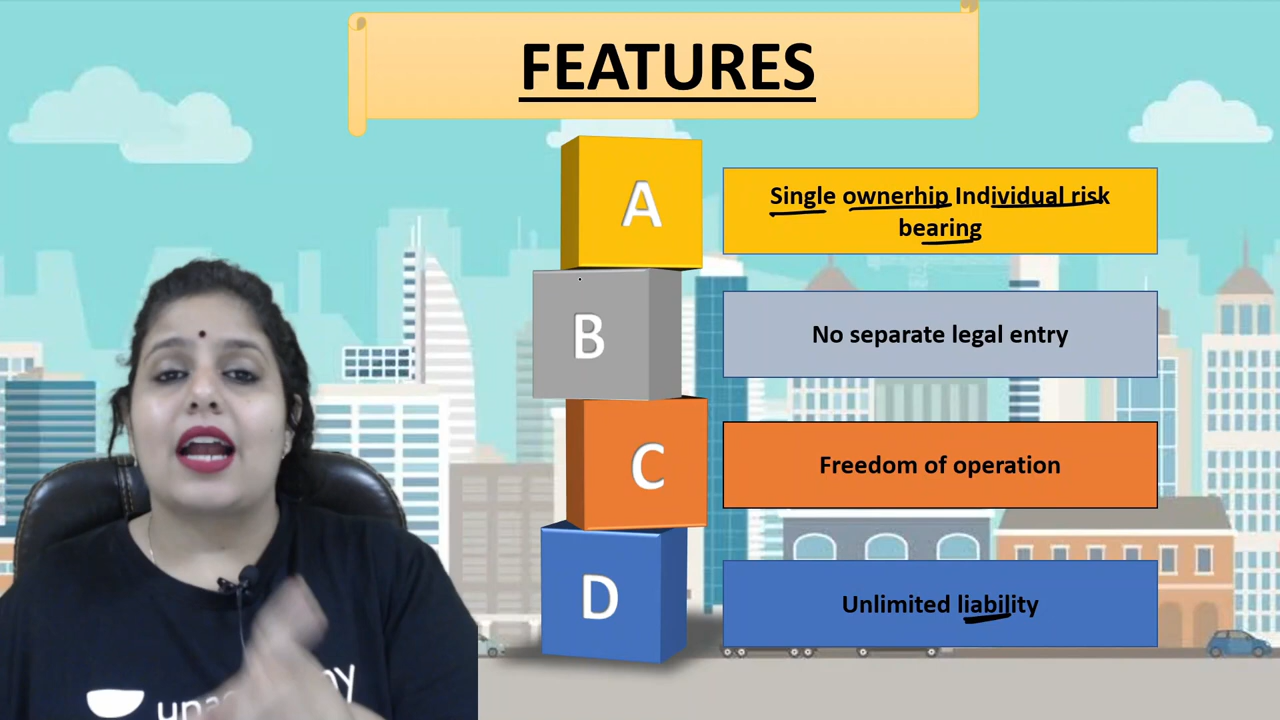 FEATURES
A
Single ownerhip Individual risk
bearing
B
No separate legal entry
C
Freedom of operation
D
Unlimited liability